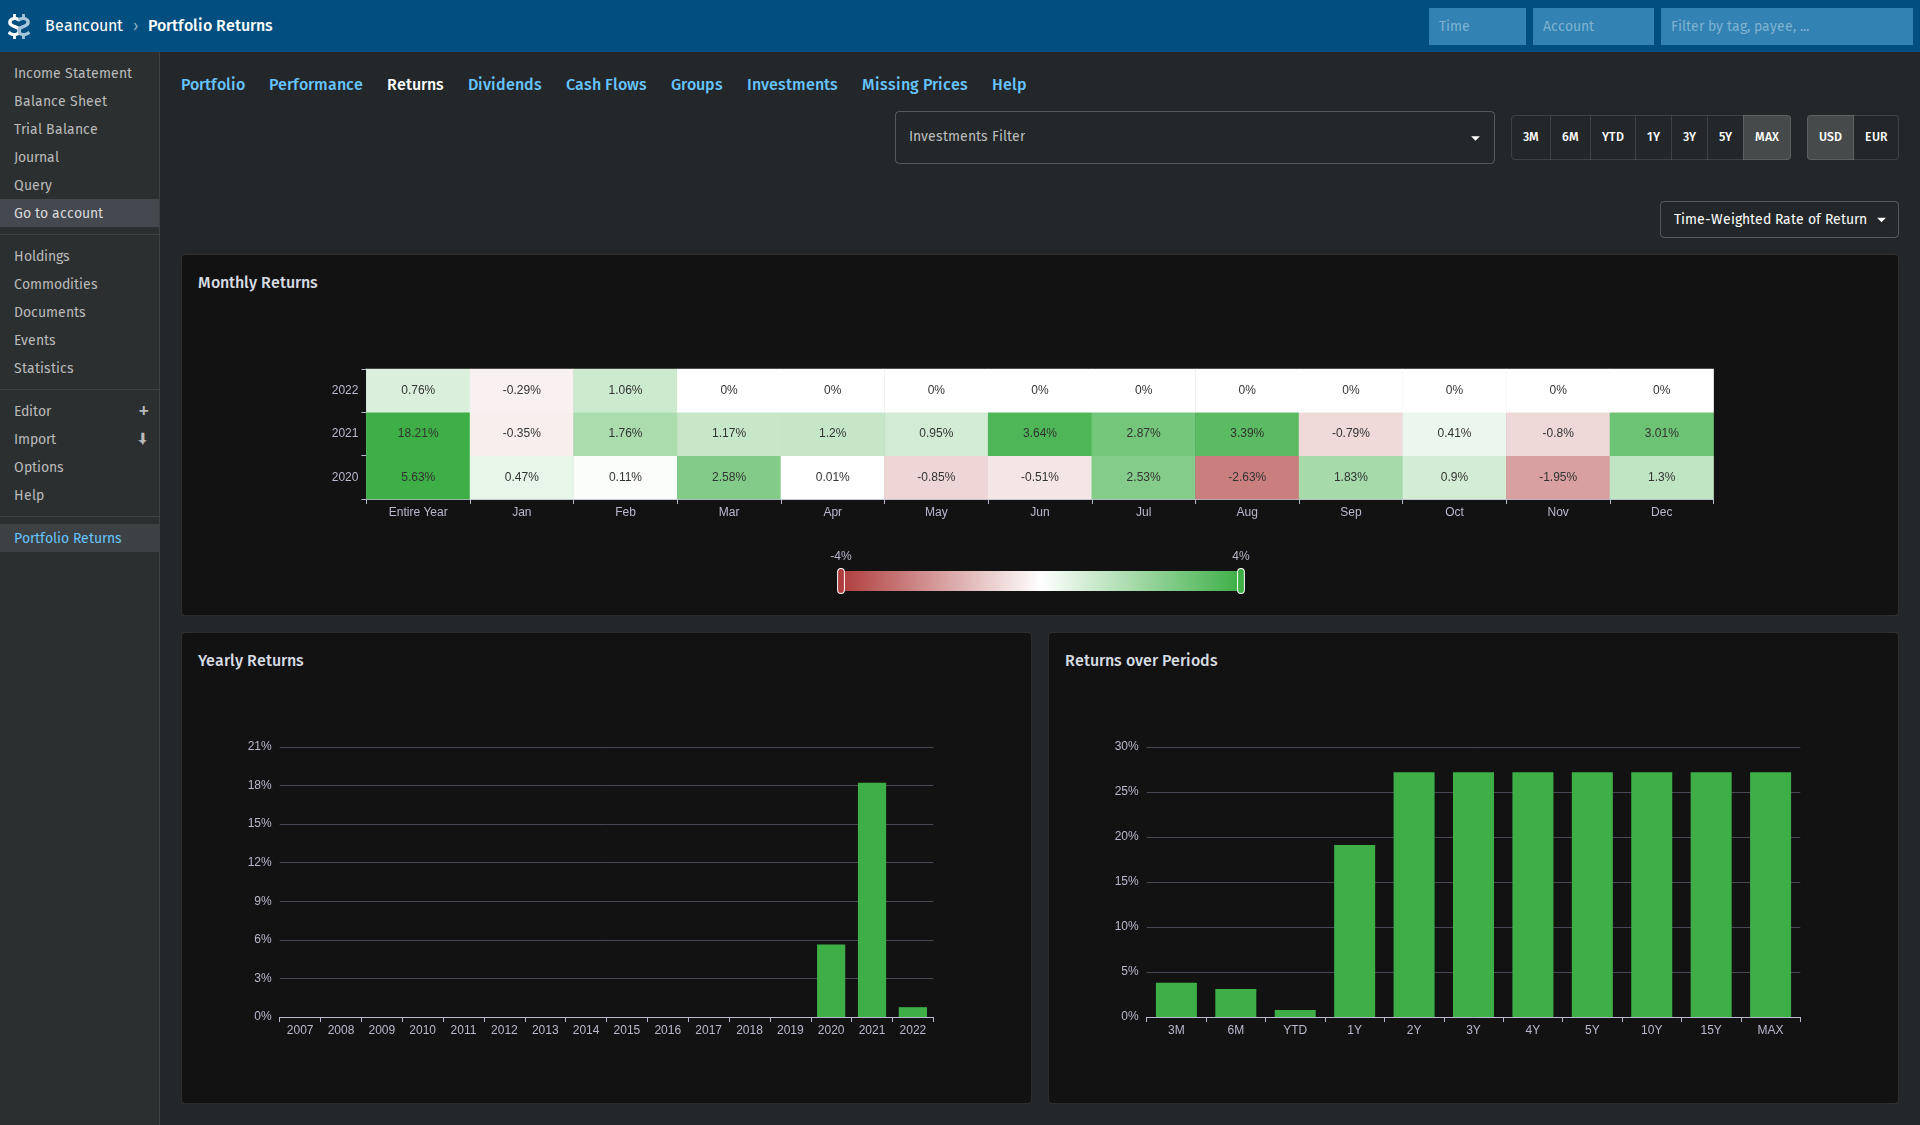 Beancount › Portfolio Returns
Time
Account
Filter by tag, payee, ...
Income Statement
Balance Sheet
Trial Balance
Journal
Query
Go to account
Holdings
Commodities
Documents
Events
Statistics
Editor +
Import
Options
Help
Portfolio Returns
Portfolio Performance Returns Dividends Cash Flows Groups Investments Missing Prices Help
Investments Filter
3M 6M YTD 1Y 3Y 5Y MAX
USD EUR
Time-Weighted Rate of Return
Monthly Returns
2022 0.76% -0.29% 1.06% 0% 0% 0% 0% 0% 0% 0% 0% 0% 0%
2021 18.21% -0.35% 1.76% 1.17% 1.2% 0.95% 3.64% 2.87% 3.39% -0.79% 0.41% -0.8% 3.01%
2020 5.63% 0.47% 0.11% 2.58% 0.01% -0.85% -0.51% 2.53% -2.63% 1.83% 0.9% -1.95% 1.3%
Entire Year Jan Feb Mar Apr May Jun Jul Aug Sep Oct Nov Dec
-4% 4%
Yearly Returns
21%
18%
15%
12%
9%
6%
3%
0%
2007 2008 2009 2010 2011 2012 2013 2014 2015 2016 2017 2018 2019 2020 2021 2022
Returns over Periods
30%
25%
20%
15%
10%
5%
0%
3M 6M YTD 1Y 2Y 3Y 4Y 5Y 10Y 15Y MAX